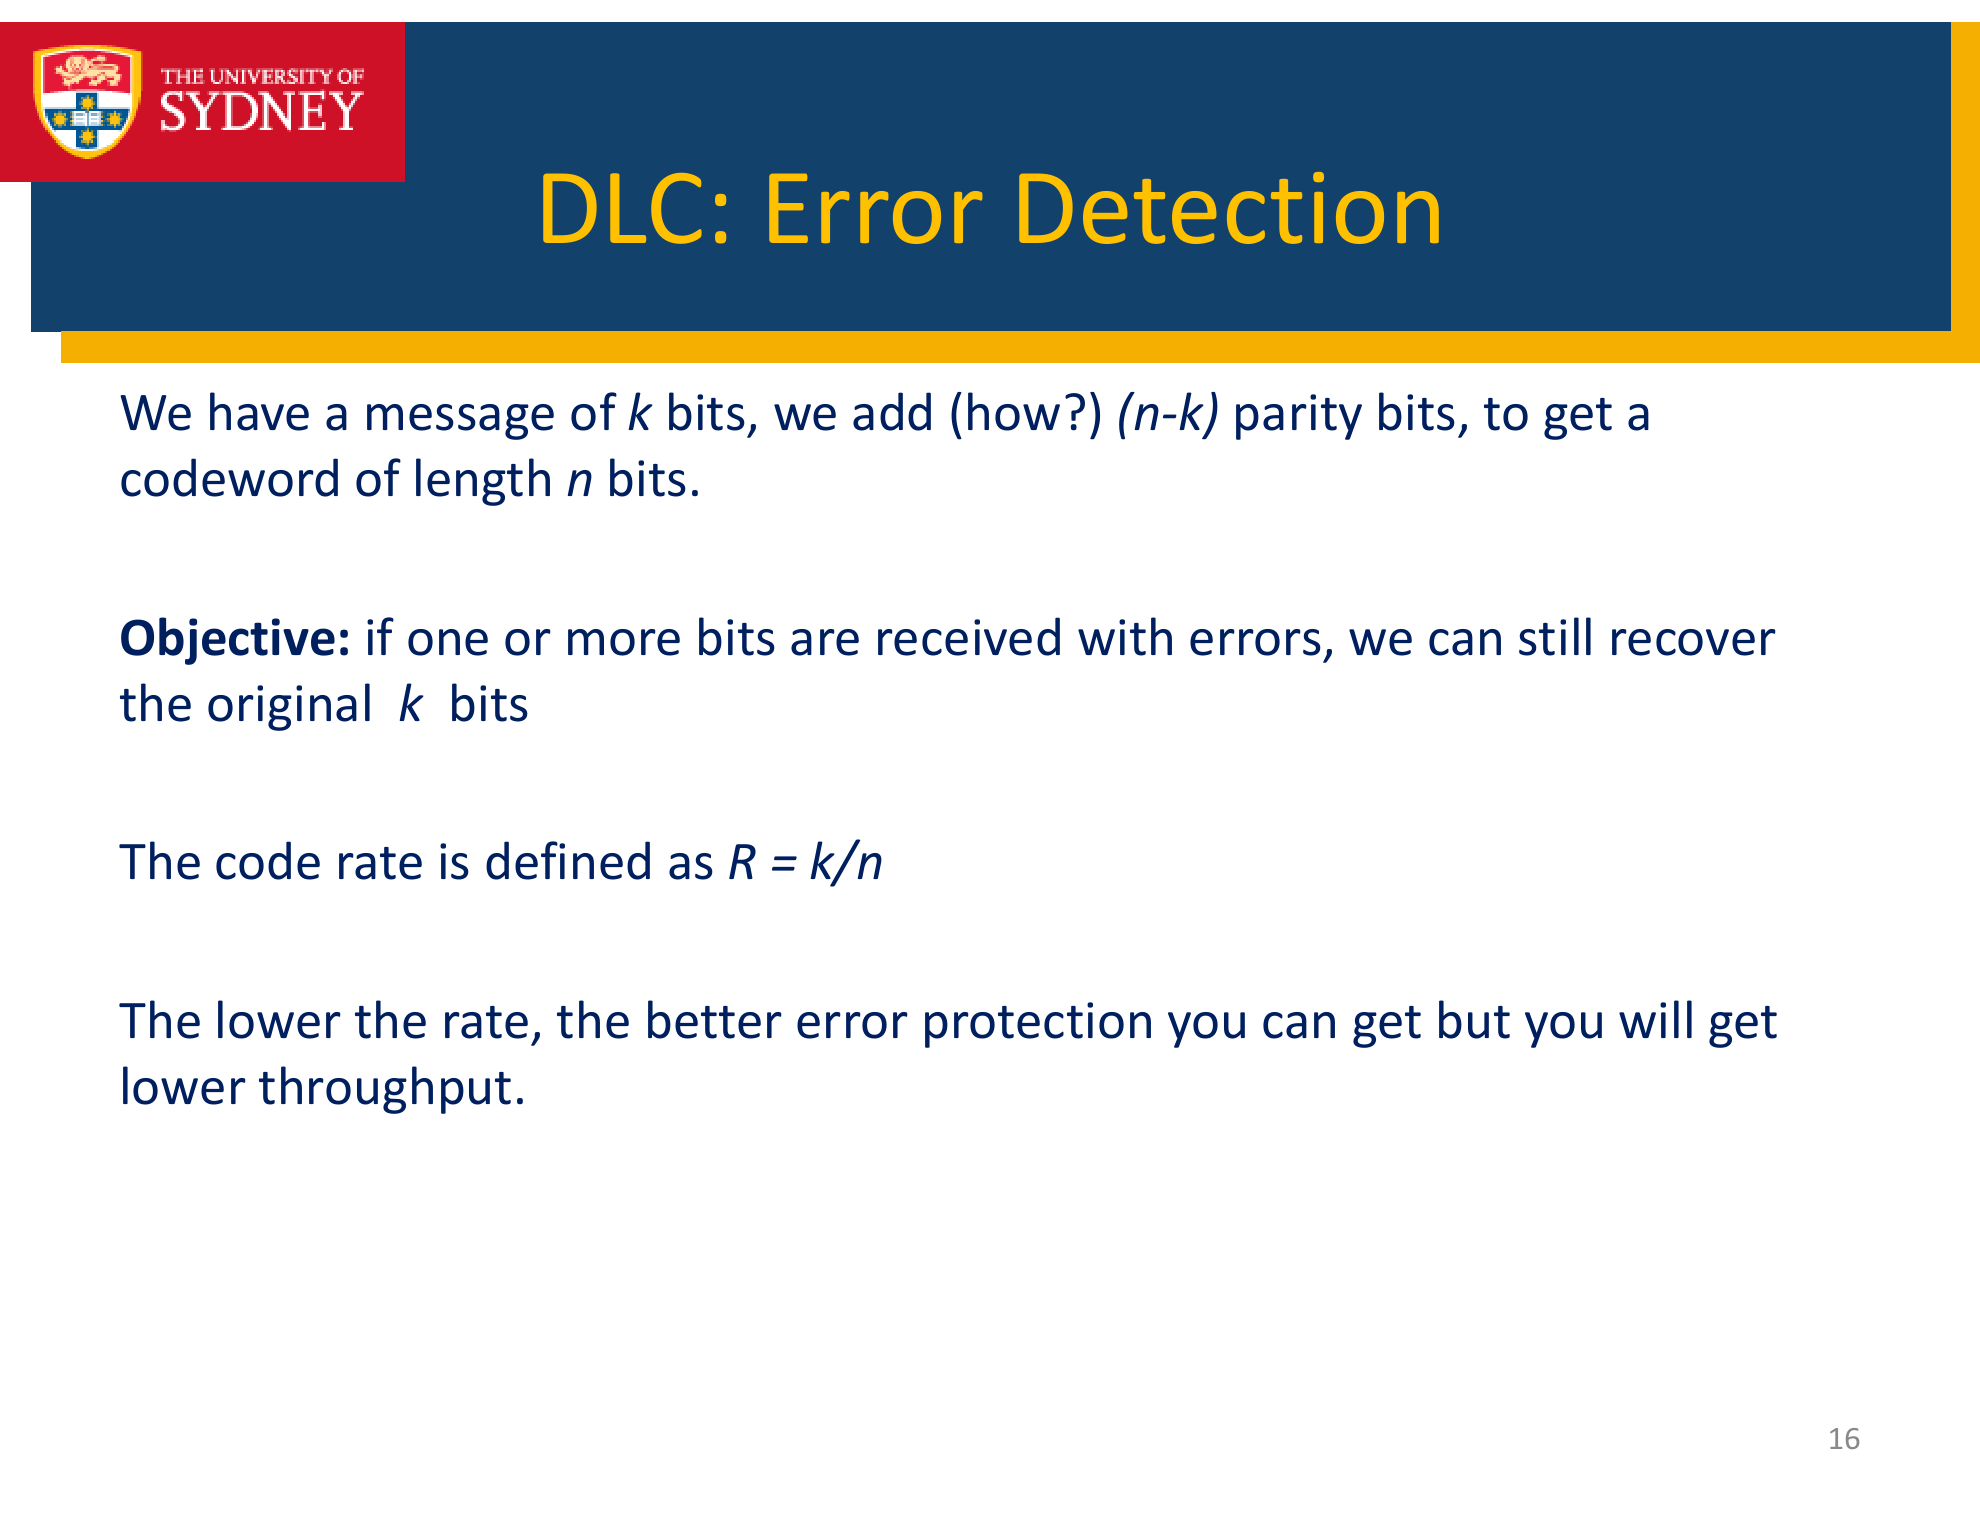 THE UNIVERSITY OF
SYDNEY
DLC: Error Detection
We have a message of k bits, we add (how?) (n-k) parity bits, to get a
codeword of length n bits.
Objective: if one or more bits are received with errors, we can still recover
the original k bits
The code rate is defined as R = k/n
The lower the rate, the better error protection you can get but you will get
lower throughput.
16